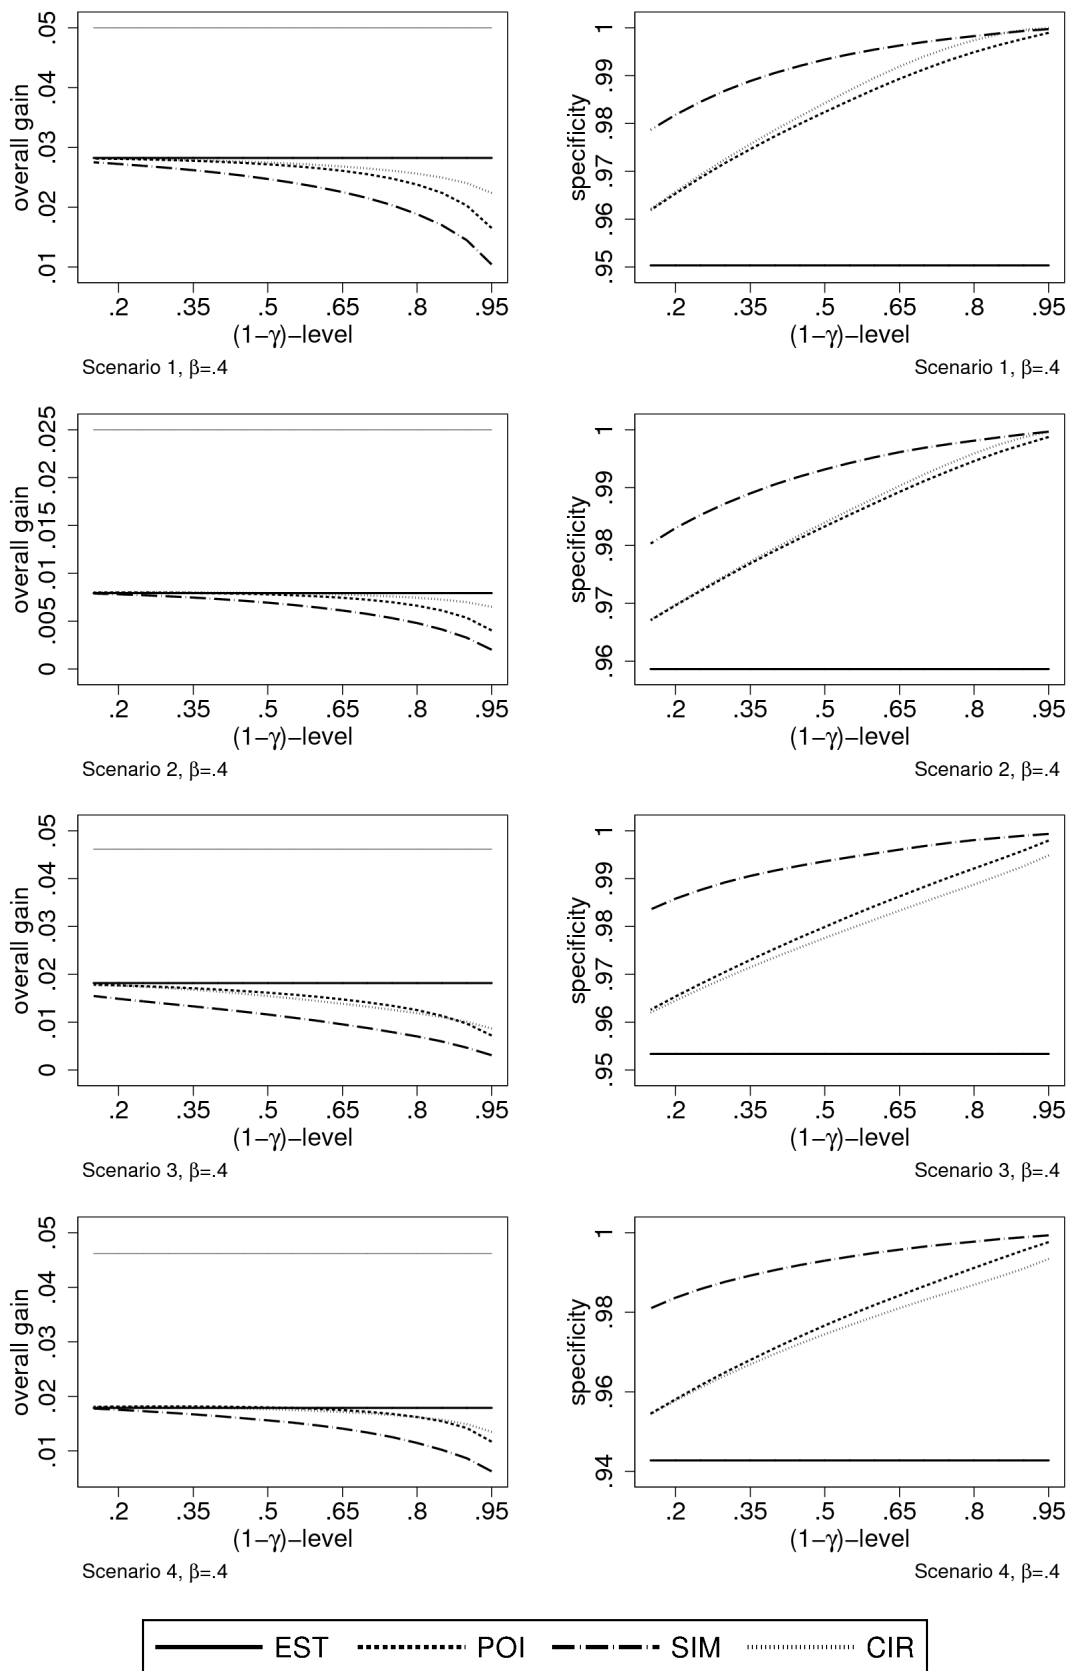 overall gain
.05
.04
.03
.02
.01
.2 .35 .5 .65 .8 .95
(1−γ)−level
Scenario 1, β=.4
specificity
1
.99
.98
.97
.96
.95
.2 .35 .5 .65 .8 .95
(1−γ)−level
Scenario 1, β=.4
overall gain
.025
.02
.015
.01
.005
0
.2 .35 .5 .65 .8 .95
(1−γ)−level
Scenario 2, β=.4
specificity
1
.99
.98
.97
.96
.2 .35 .5 .65 .8 .95
(1−γ)−level
Scenario 2, β=.4
overall gain
.05
.04
.03
.02
.01
0
.2 .35 .5 .65 .8 .95
(1−γ)−level
Scenario 3, β=.4
specificity
1
.99
.98
.97
.96
.95
.2 .35 .5 .65 .8 .95
(1−γ)−level
Scenario 3, β=.4
overall gain
.05
.04
.03
.02
.01
.2 .35 .5 .65 .8 .95
(1−γ)−level
Scenario 4, β=.4
specificity
1
.98
.96
.94
.2 .35 .5 .65 .8 .95
(1−γ)−level
Scenario 4, β=.4
EST POI SIM CIR